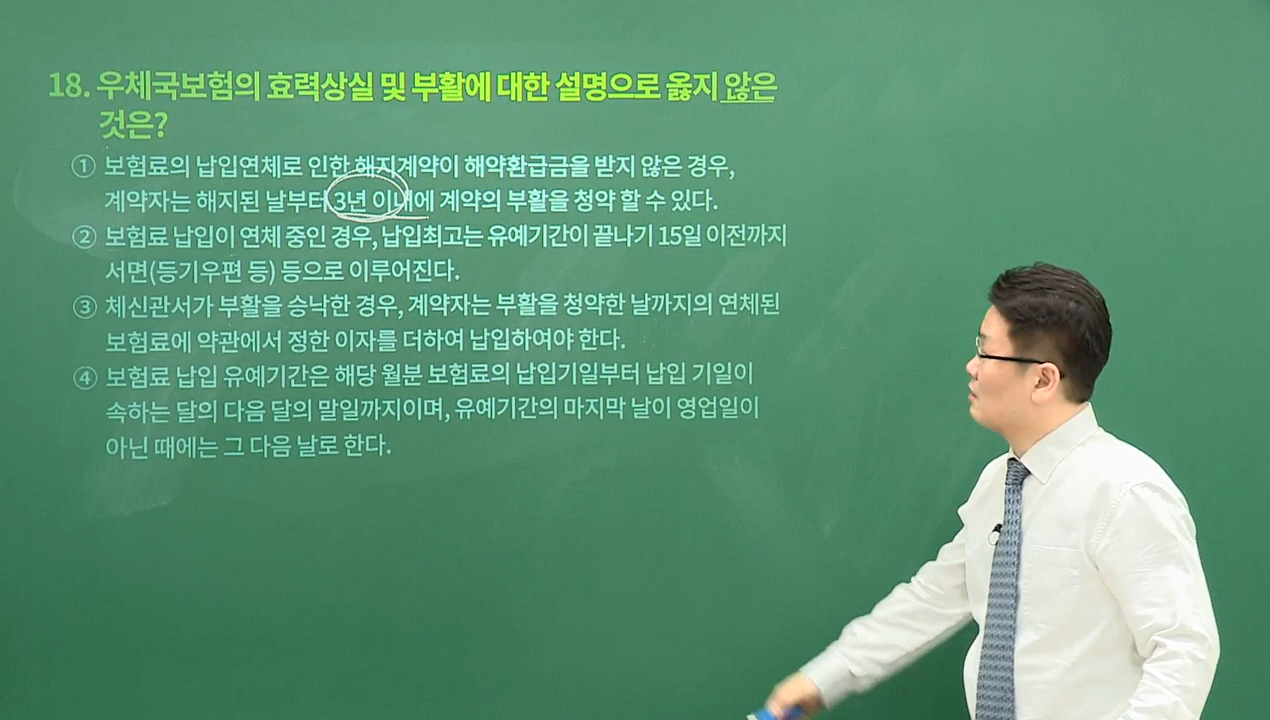 18. 우체국보험의 효력상실 및 부활에 대한 설명으로 옳지 않은
것은?
① 보험료의 납입연체로 인한 해지계약이 해약환급금을 받지 않은 경우,
계약자는 해지된 날부터 3년 이내에 계약의 부활을 청약 할 수 있다.
② 보험료 납입이 연체 중인 경우, 납입최고는 유예기간이 끝나기 15일 이전까지
서면(등기우편 등) 등으로 이루어진다.
③ 체신관서가 부활을 승낙한 경우, 계약자는 부활을 청약한 날까지의 연체된
보험료에 약관에서 정한 이자를 더하여 납입하여야 한다.
④ 보험료 납입 유예기간은 해당 월분 보험료의 납입기일부터 납입 기일이
속하는 달의 다음 달의 말일까지이며, 유예기간의 마지막 날이 영업일이
아닌 때에는 그 다음 날로 한다.